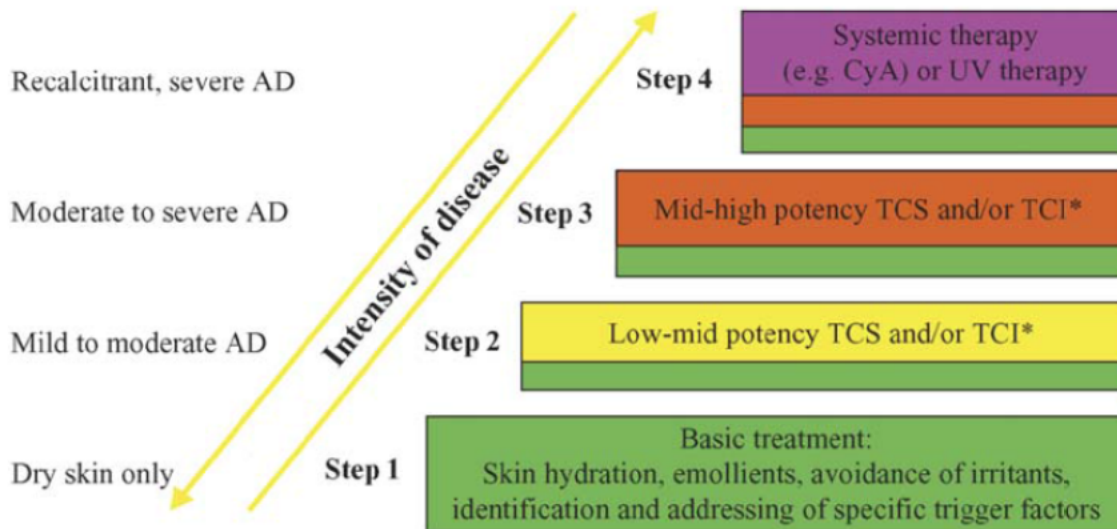 Recalcitrant, severe AD
Step 4
Systemic therapy
(e.g. CyA) or UV therapy
Intensity of disease
Moderate to severe AD
Step 3
Mid-high potency TCS and/or TCI*
Mild to moderate AD
Step 2
Low-mid potency TCS and/or TCI*
Dry skin only
Step 1
Basic treatment:
Skin hydration, emollients, avoidance of irritants,
identification and addressing of specific trigger factors